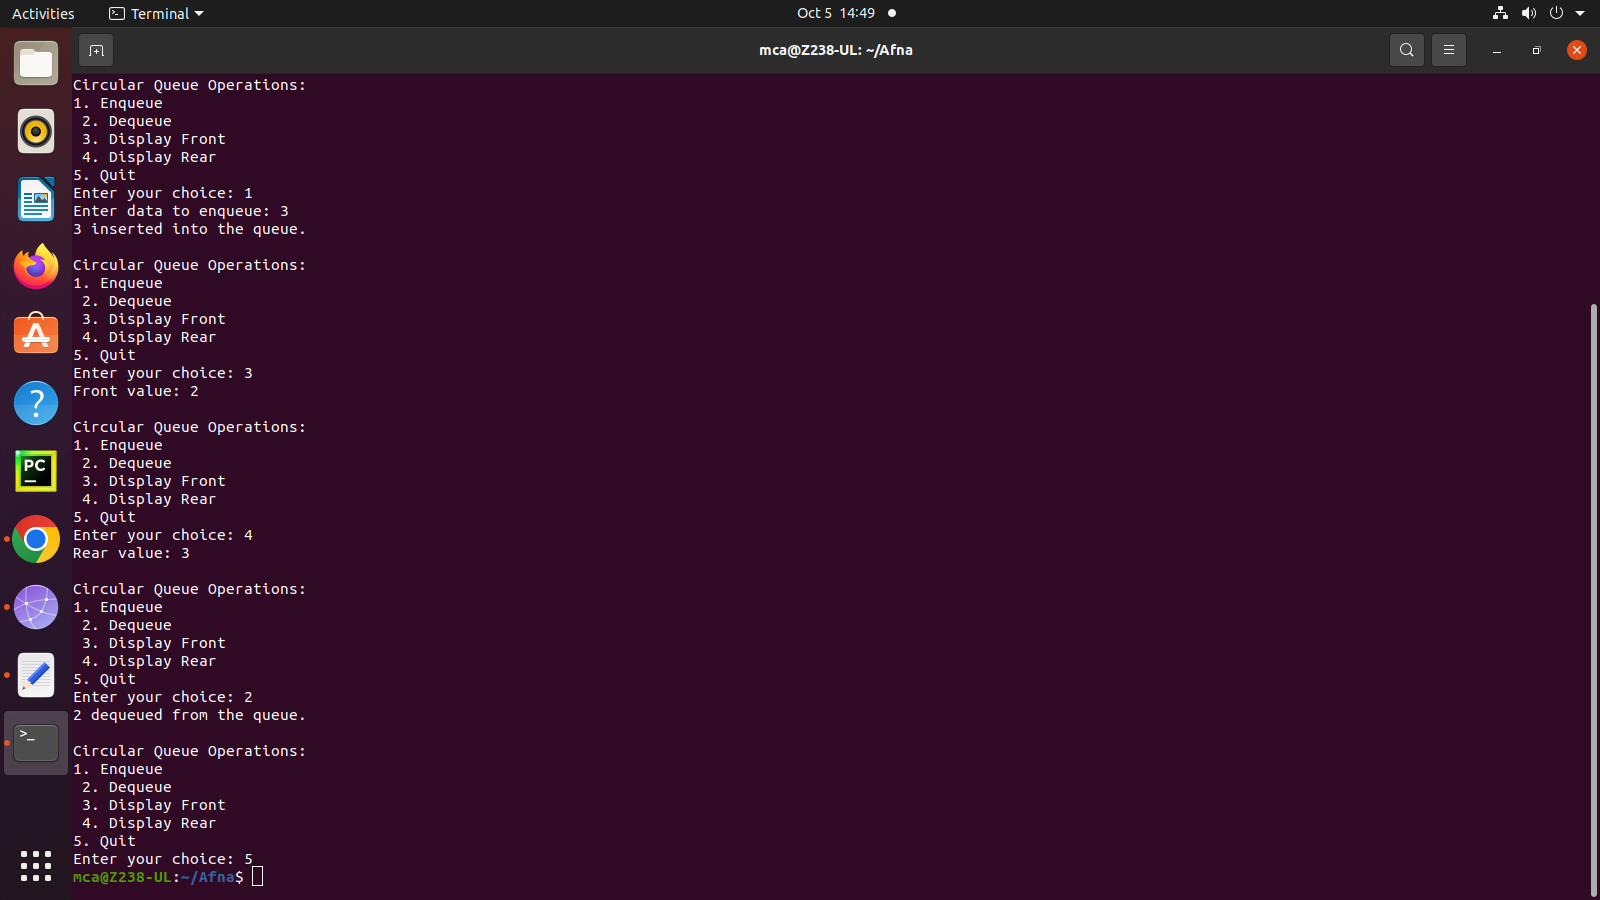 Activities
Terminal
Oct 5 14:49
mca@Z238-UL: ~/Afna
Circular Queue Operations:
1. Enqueue
 2. Dequeue
 3. Display Front
 4. Display Rear
5. Quit
Enter your choice: 1
Enter data to enqueue: 3
3 inserted into the queue.

Circular Queue Operations:
1. Enqueue
 2. Dequeue
 3. Display Front
 4. Display Rear
5. Quit
Enter your choice: 3
Front value: 2

Circular Queue Operations:
1. Enqueue
 2. Dequeue
 3. Display Front
 4. Display Rear
5. Quit
Enter your choice: 4
Rear value: 3

Circular Queue Operations:
1. Enqueue
 2. Dequeue
 3. Display Front
 4. Display Rear
5. Quit
Enter your choice: 2
2 dequeued from the queue.

Circular Queue Operations:
1. Enqueue
 2. Dequeue
 3. Display Front
 4. Display Rear
5. Quit
Enter your choice: 5
mca@Z238-UL:~/Afna$
PC